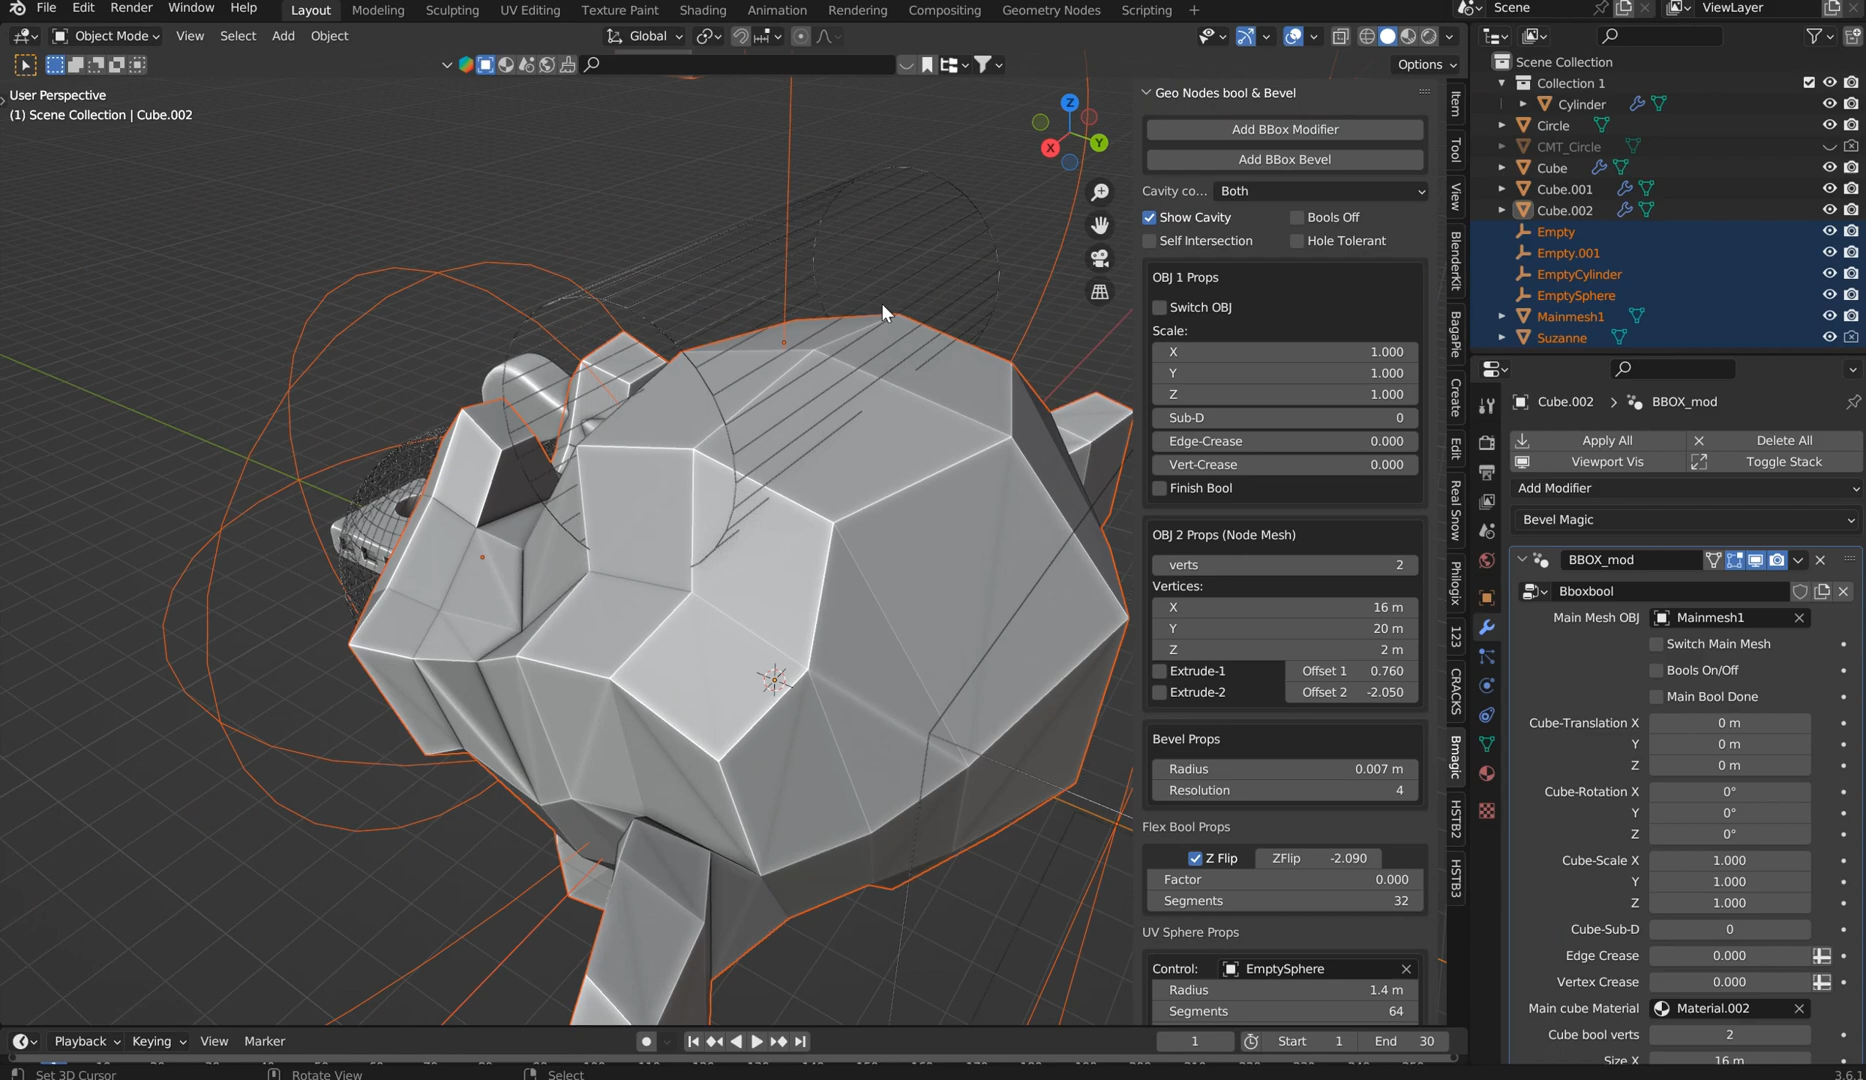 File Edit Render Window Help Layout Modeling Sculpting UV Editing Texture Paint Shading Animation Rendering Compositing Geometry Nodes Scripting + Scene ViewLayer
Object Mode View Select Add Object Global
Options
User Perspective
(1) Scene Collection | Cube.002
Z
Y
X
Geo Nodes bool & Bevel
Add BBox Modifier
Add BBox Bevel
Cavity co... Both
Show Cavity Bools Off
Self Intersection Hole Tolerant
OBJ 1 Props
Switch OBJ
Scale:
X 1.000
Y 1.000
Z 1.000
Sub-D 0
Edge-Crease 0.000
Vert-Crease 0.000
Finish Bool
OBJ 2 Props (Node Mesh)
verts 2
Vertices:
X 16 m
Y 20 m
Z 2 m
Extrude-1 Offset 1 0.760
Extrude-2 Offset 2 -2.050
Bevel Props
Radius 0.007 m
Resolution 4
Flex Bool Props
Z Flip ZFlip -2.090
Factor 0.000
Segments 32
UV Sphere Props
Control: EmptySphere
Radius 1.4 m
Segments 64
Item
Tool
View
BlenderKit
BagaPie
Create
Edit
Real Snow
Philogix
123
CRACKS
Bmagic
HSTB2
HSTB3
Scene Collection
Collection 1
Cylinder
Circle
CMT_Circle
Cube
Cube.001
Cube.002
Empty
Empty.001
EmptyCylinder
EmptySphere
Mainmesh1
Suzanne
Cube.002 > BBOX_mod
Apply All Delete All
Viewport Vis Toggle Stack
Add Modifier
Bevel Magic
BBOX_mod
Bboxbool
Main Mesh OBJ Mainmesh1
Switch Main Mesh
Bools On/Off
Main Bool Done
Cube-Translation X 0 m
Y 0 m
Z 0 m
Cube-Rotation X 0°
Y 0°
Z 0°
Cube-Scale X 1.000
Y 1.000
Z 1.000
Cube-Sub-D 0
Edge Crease 0.000
Vertex Crease 0.000
Main cube Material Material.002
Cube bool verts 2
Size X 16 m
Playback Keying View Marker 1 Start 1 End 30
Set 3D Cursor Rotate View Select 3.6.1